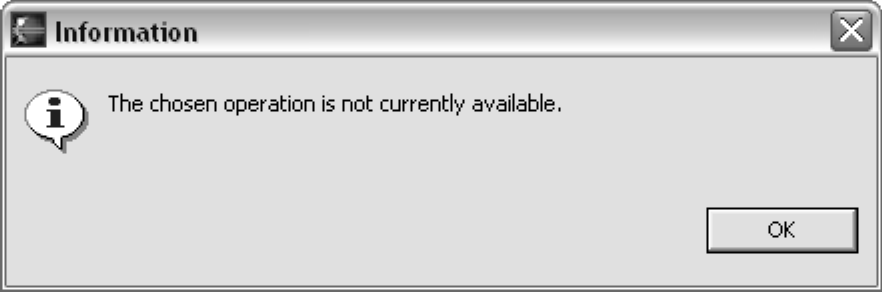 Information
The chosen operation is not currently available.
OK